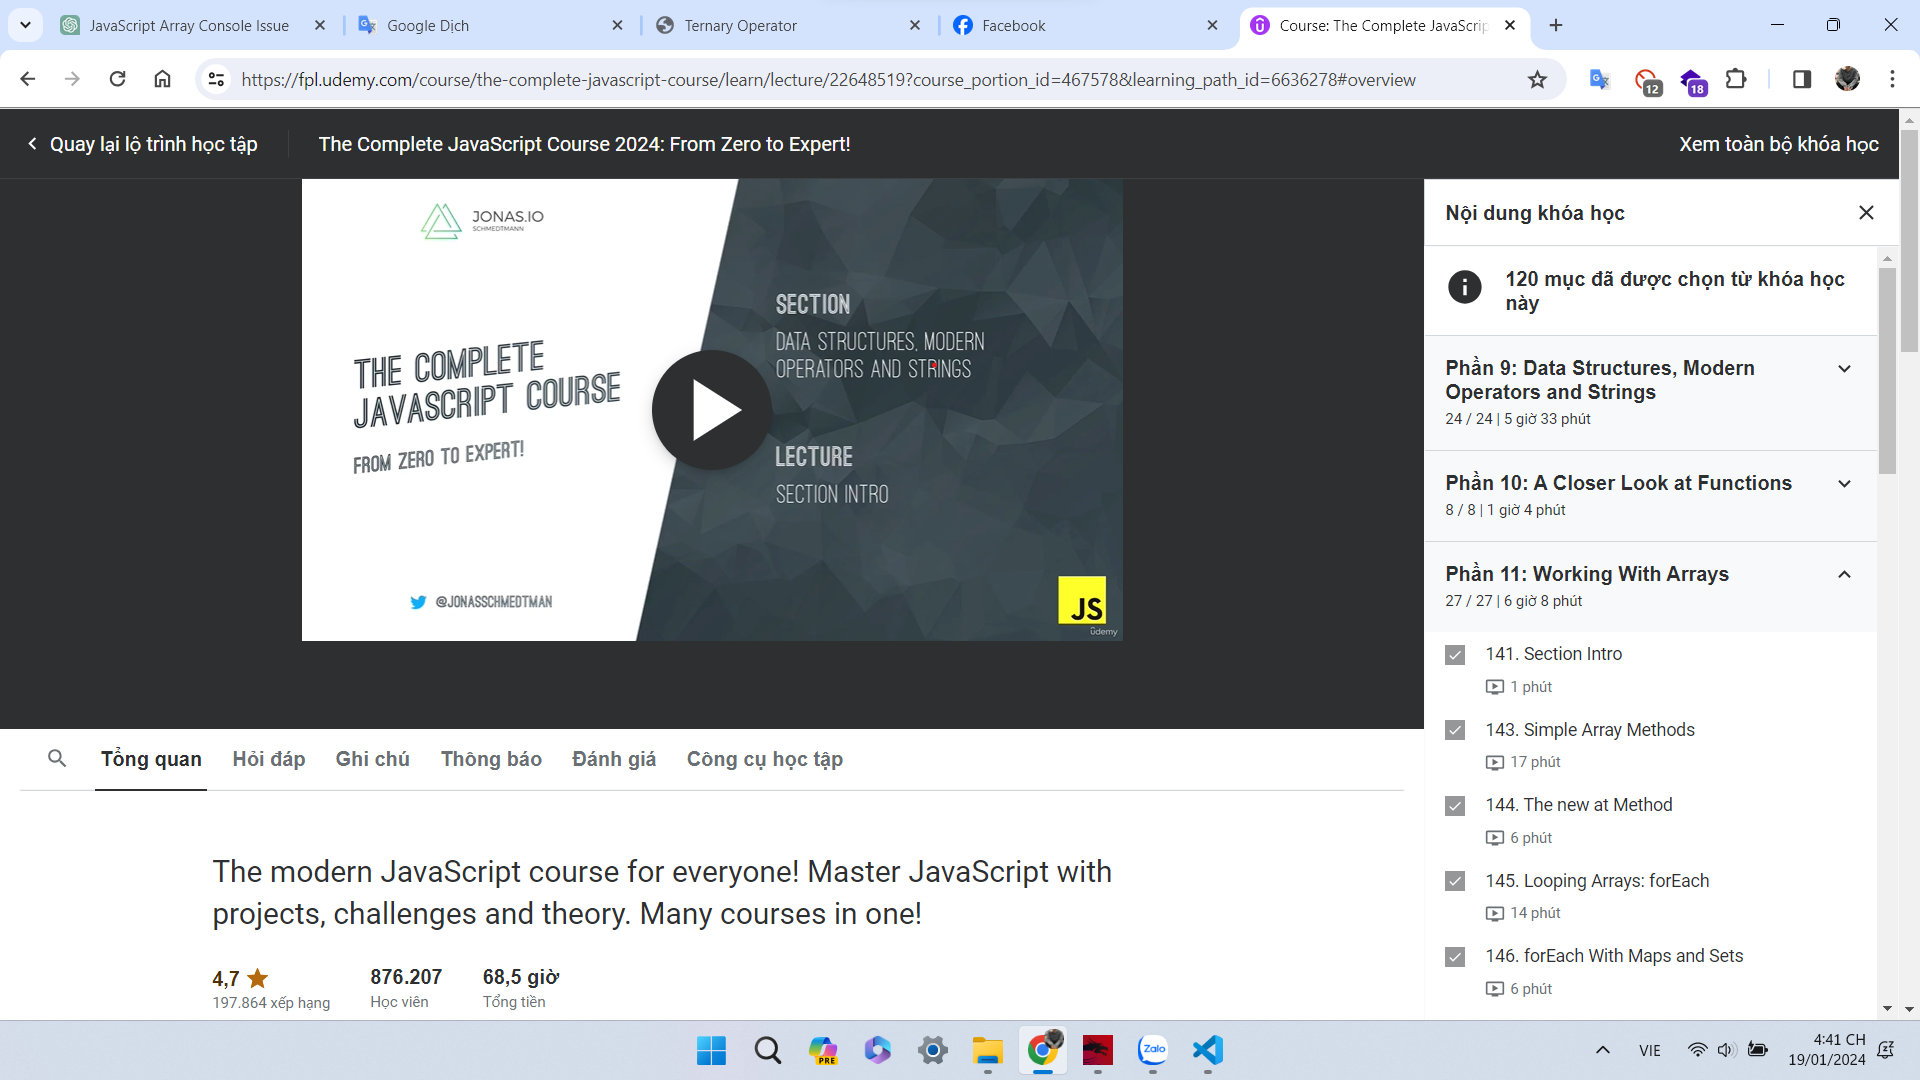 JavaScript Array Console Issue
Google Dịch
Ternary Operator
Facebook
Course: The Complete JavaScrip
https://fpl.udemy.com/course/the-complete-javascript-course/learn/lecture/22648519?course_portion_id=467578&learning_path_id=6636278#overview
12
18
Quay lại lộ trình học tập
The Complete JavaScript Course 2024: From Zero to Expert!
Xem toàn bộ khóa học
JONAS.IO
SCHMEDTMANN
THE COMPLETE
JAVASCRIPT COURSE
FROM ZERO TO EXPERT!
@JONASSCHMEDTMAN
SECTION
DATA STRUCTURES, MODERN
OPERATORS AND STRINGS
LECTURE
SECTION INTRO
JS
ûdemy
Nội dung khóa học
120 mục đã được chọn từ khóa học
này
Phần 9: Data Structures, Modern
Operators and Strings
24 / 24 | 5 giờ 33 phút
Phần 10: A Closer Look at Functions
8 / 8 | 1 giờ 4 phút
Phần 11: Working With Arrays
27 / 27 | 6 giờ 8 phút
141. Section Intro
1 phút
143. Simple Array Methods
17 phút
144. The new at Method
6 phút
145. Looping Arrays: forEach
14 phút
146. forEach With Maps and Sets
6 phút
Tổng quan
Hỏi đáp
Ghi chú
Thông báo
Đánh giá
Công cụ học tập
The modern JavaScript course for everyone! Master JavaScript with
projects, challenges and theory. Many courses in one!
4,7
197.864 xếp hạng
876.207
Học viên
68,5 giờ
Tổng tiền
PRE
Zalo
VIE
4:41 CH
19/01/2024